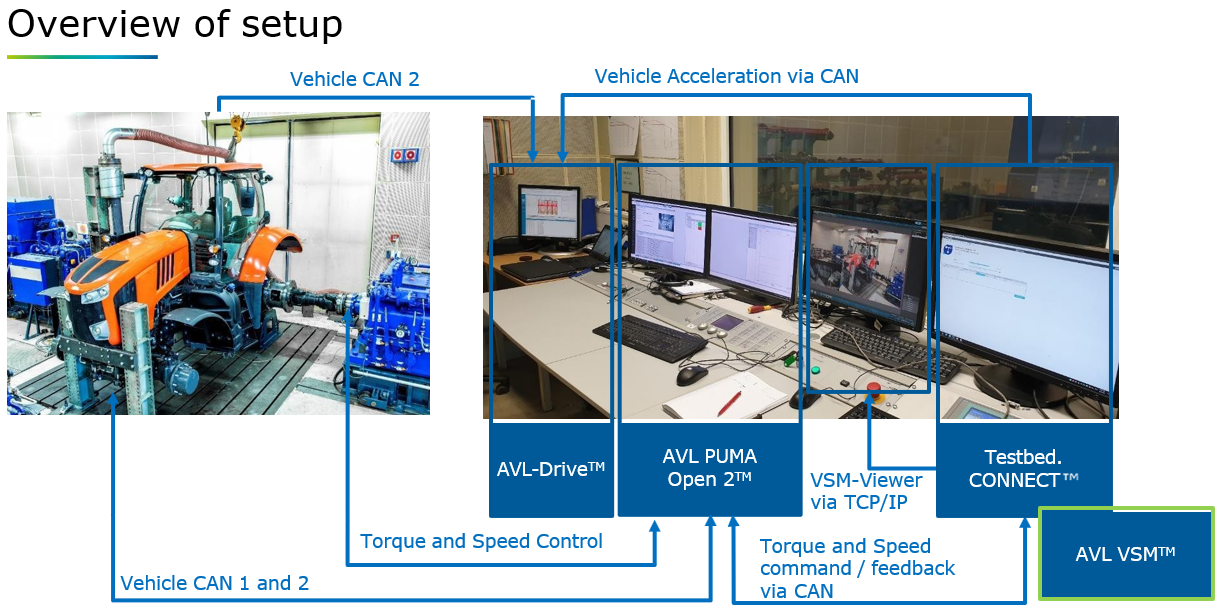 Overview of setup
Vehicle CAN 2
Vehicle Acceleration via CAN
AVL-Drive™
AVL PUMA
Open 2™
VSM-Viewer
via TCP/IP
Testbed.
CONNECT™
AVL VSM™
Torque and Speed Control
Torque and Speed
command / feedback
via CAN
Vehicle CAN 1 and 2